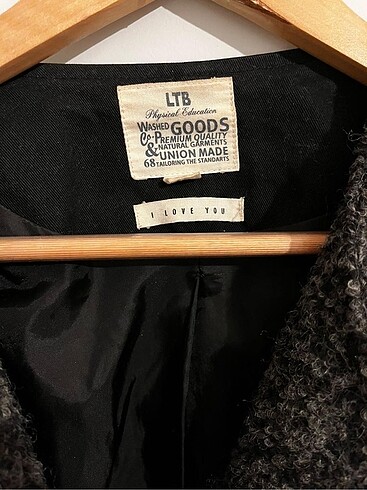 LTB
Physical Education
WASHED GOODS
Co-PREMIUM QUALITY
& NATURAL GARMENTS
UNION MADE
68 TAILORING THE STANDARTS
I LOVE YOU